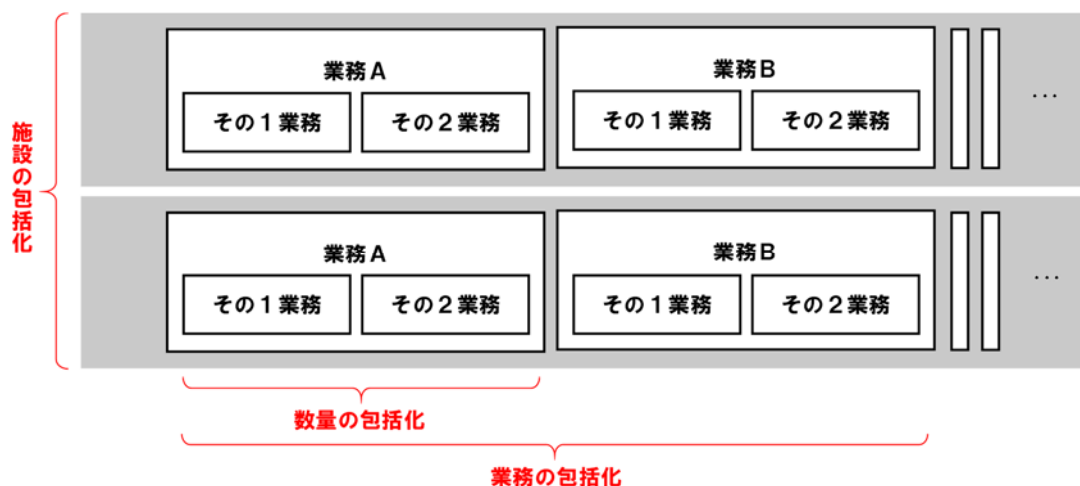 施設の包括化
業務A
その1業務
その2業務
業務B
その1業務
その2業務
...
業務A
その1業務
その2業務
業務B
その1業務
その2業務
...
数量の包括化
業務の包括化